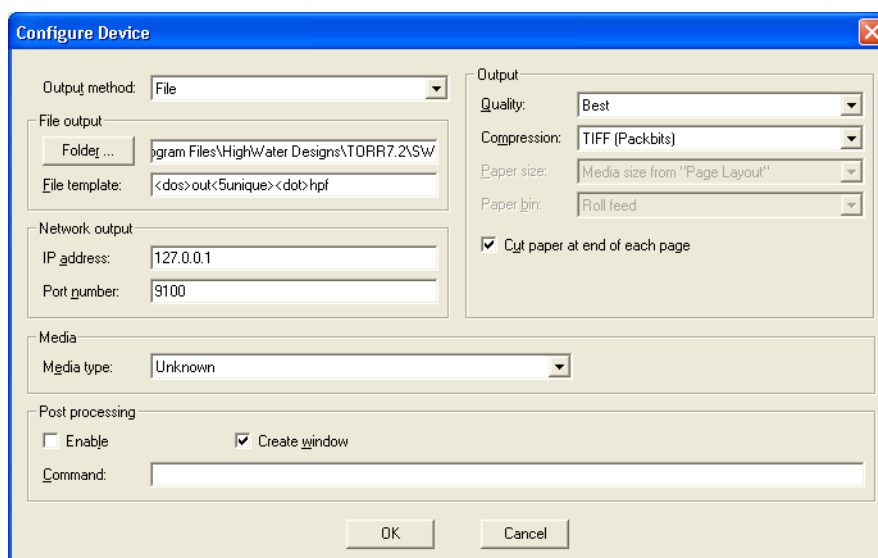 Configure Device
Output method: File
File output
Folder ... ogram Files\HighWater Designs\TORR7.2\SW
File template: <dos>out<5unique><dot>hpf
Network output
IP address: 127.0.0.1
Port number: 9100
Output
Quality: Best
Compression: TIFF (Packbits)
Paper size: Media size from "Page Layout"
Paper bin: Roll feed
Cut paper at end of each page
Media
Media type: Unknown
Post processing
Enable Create window
Command:
OK Cancel